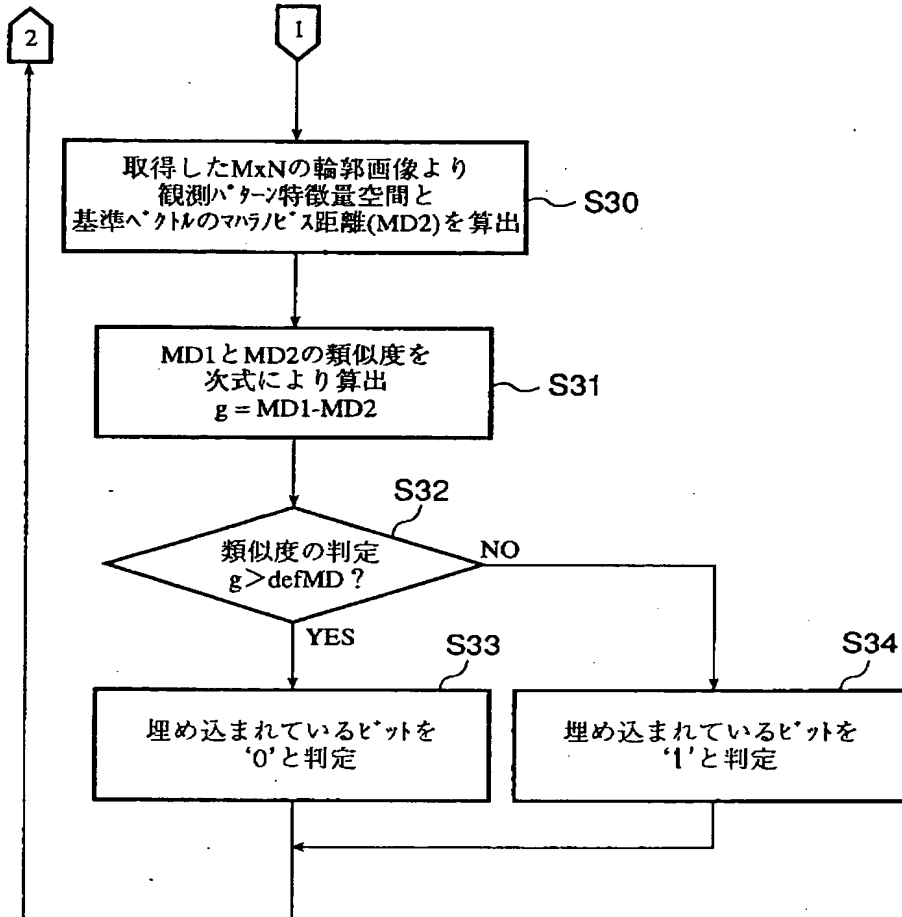 2
1
取得したMxNの輪郭画像より
観測ﾊﾟﾀｰﾝ特徴量空間と
基準ﾍﾞｸﾄﾙのﾏﾊﾗﾉﾋﾞｽ距離(MD2)を算出
S30
MD1とMD2の類似度を
次式により算出
g = MD1-MD2
S31
S32
類似度の判定
g>defMD?
NO
YES
S33
S34
埋め込まれているﾋﾞｯﾄを
‘0’と判定
埋め込まれているﾋﾞｯﾄを
‘1’と判定